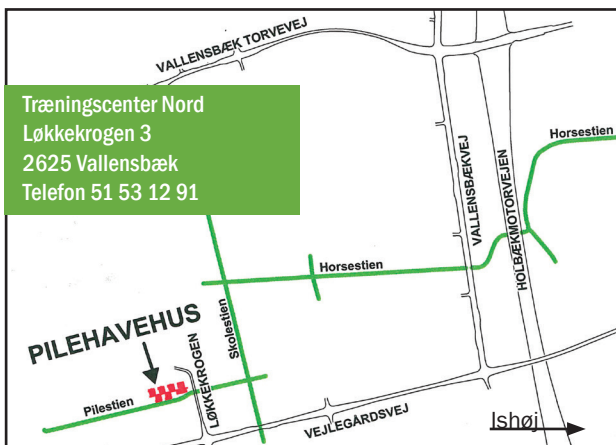 VALLENSBÆK TORVEVEJ
Træningscenter Nord
Løkkekrogen 3
2625 Vallensbæk
Telefon 51 53 12 91
Horsestien
VALLENSBÆKVEJ
HOLBÆKMOTORVEJEN
Horsestien
Skolestien
PILEHAVEHUS
LØKKEKROGEN
Pilestien
VEJLEGÅRDSVEJ
Ishøj